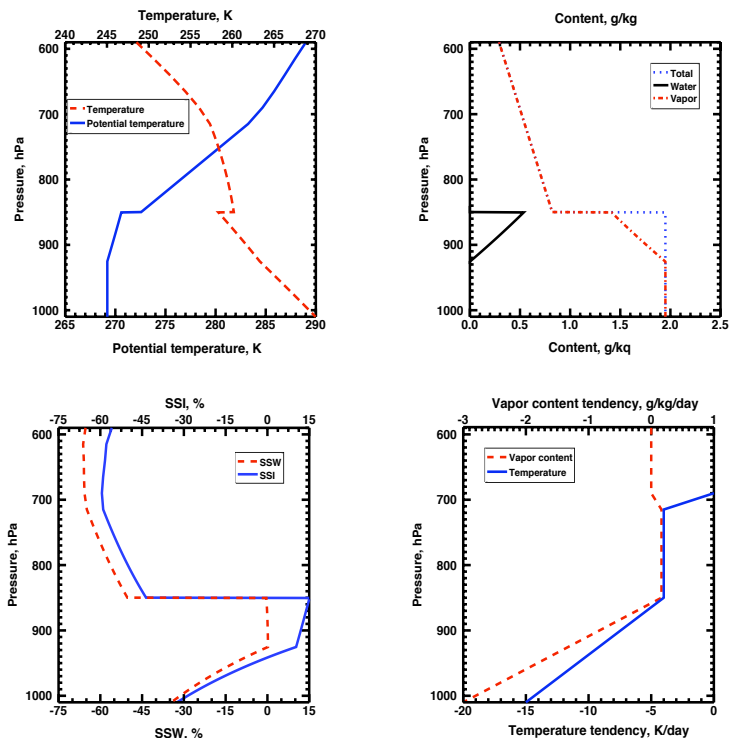 Temperature, K
240 245 250 255 260 265 270
600
700
800
900
1000
Pressure, hPa
Temperature
Potential temperature
265 270 275 280 285 290
Potential temperature, K
Content, g/kg
600
700
800
900
1000
Pressure, hPa
Total
Water
Vapor
0.0 0.5 1.0 1.5 2.0 2.5
Content, g/kq
SSI, %
-75 -60 -45 -30 -15 0 15
600
700
800
900
1000
Pressure, hPa
SSW
SSI
-75 -60 -45 -30 -15 0 15
SSW, %
Vapor content tendency, g/kg/day
-3 -2 -1 0 1
600
700
800
900
1000
Pressure, hPa
Vapor content
Temperature
-20 -15 -10 -5 0
Temperature tendency, K/day